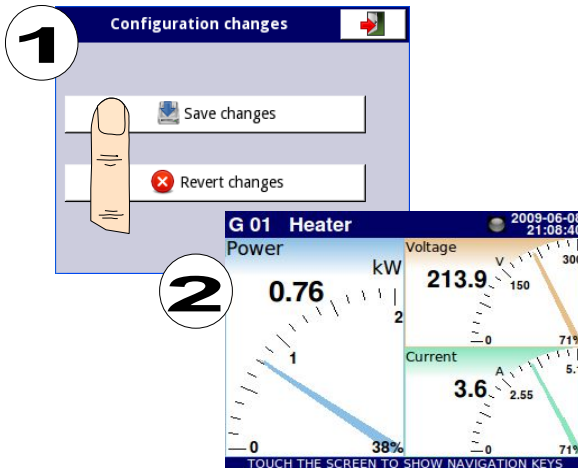 1
Configuration changes
Save changes
Revert changes
2
G 01 Heater
2009-06-08
21:08:40
Power
kW
0.76
2
1
0
38%
Voltage
V
213.9
150
300
0
71%
Current
A
3.6
2.55
5.1
0
71%
TOUCH THE SCREEN TO SHOW NAVIGATION KEYS